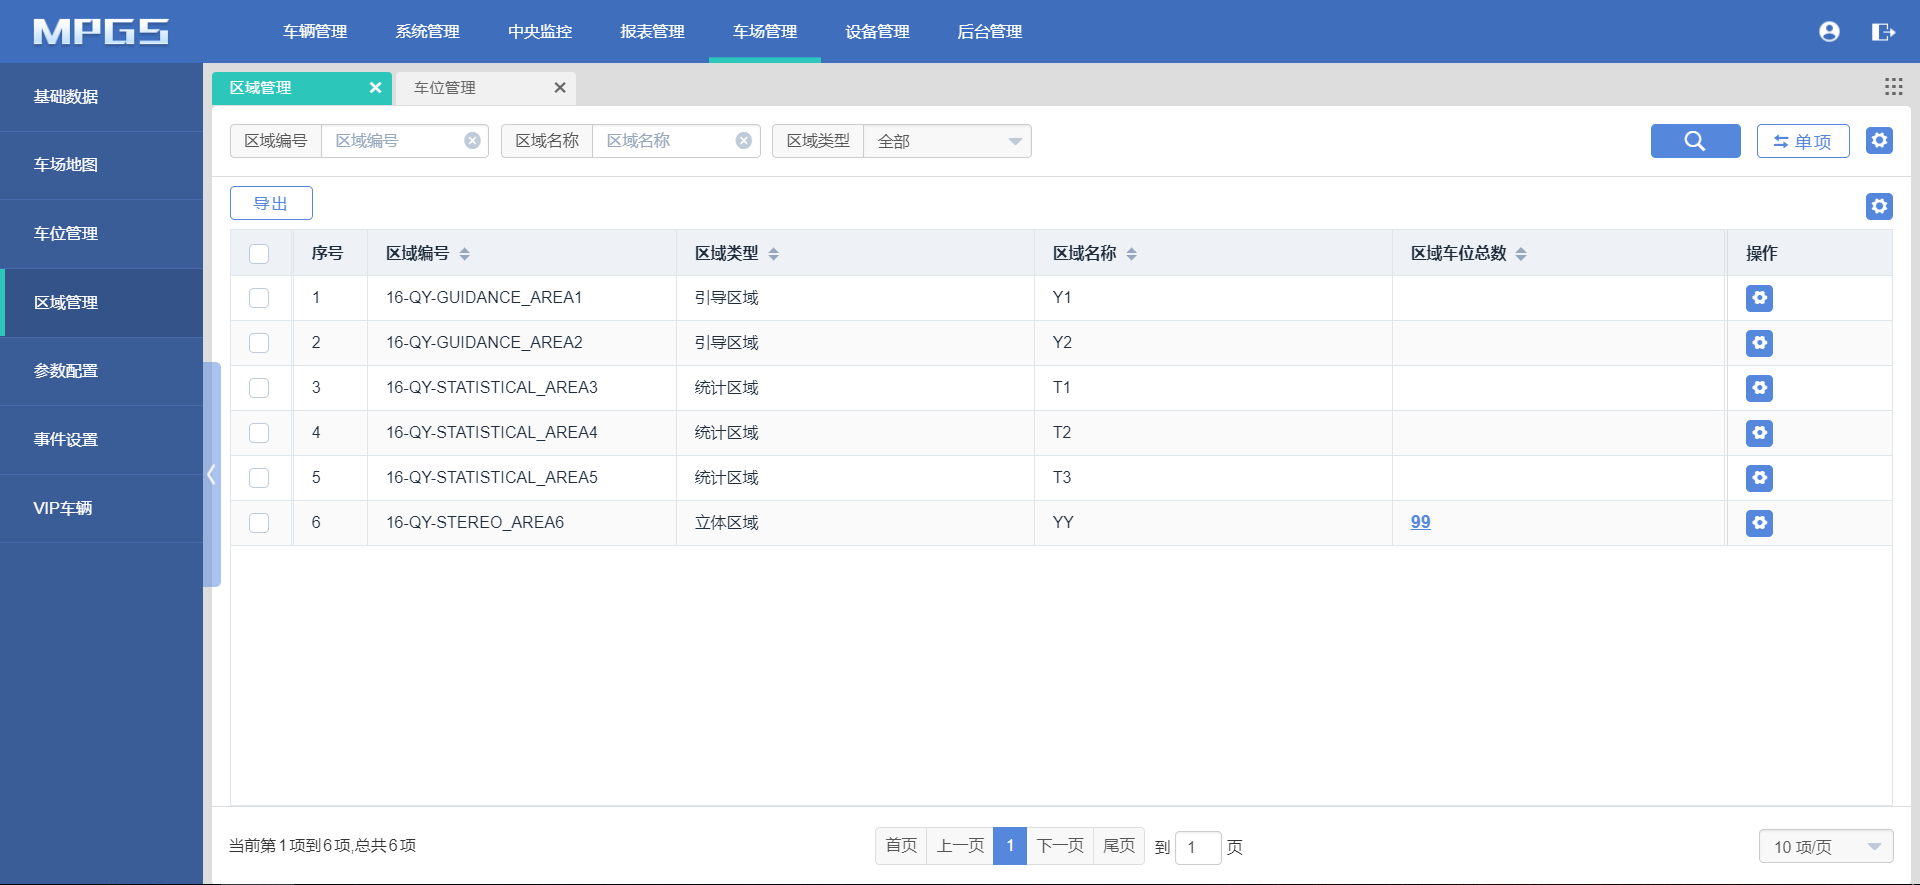 MPGS 车辆管理 系统管理 中央监控 报表管理 车场管理 设备管理 后台管理
基础数据
车场地图
车位管理
区域管理
参数配置
事件设置
VIP车辆
区域管理 车位管理
区域编号 区域编号 区域名称 区域名称 区域类型 全部 单项
导出
序号 区域编号 区域类型 区域名称 区域车位总数 操作
1 16-QY-GUIDANCE_AREA1 引导区域 Y1
2 16-QY-GUIDANCE_AREA2 引导区域 Y2
3 16-QY-STATISTICAL_AREA3 统计区域 T1
4 16-QY-STATISTICAL_AREA4 统计区域 T2
5 16-QY-STATISTICAL_AREA5 统计区域 T3
6 16-QY-STEREO_AREA6 立体区域 YY 99
当前第1项到6项,总共6项 首页 上一页 1 下一页 尾页 到 1 页 10 项/页